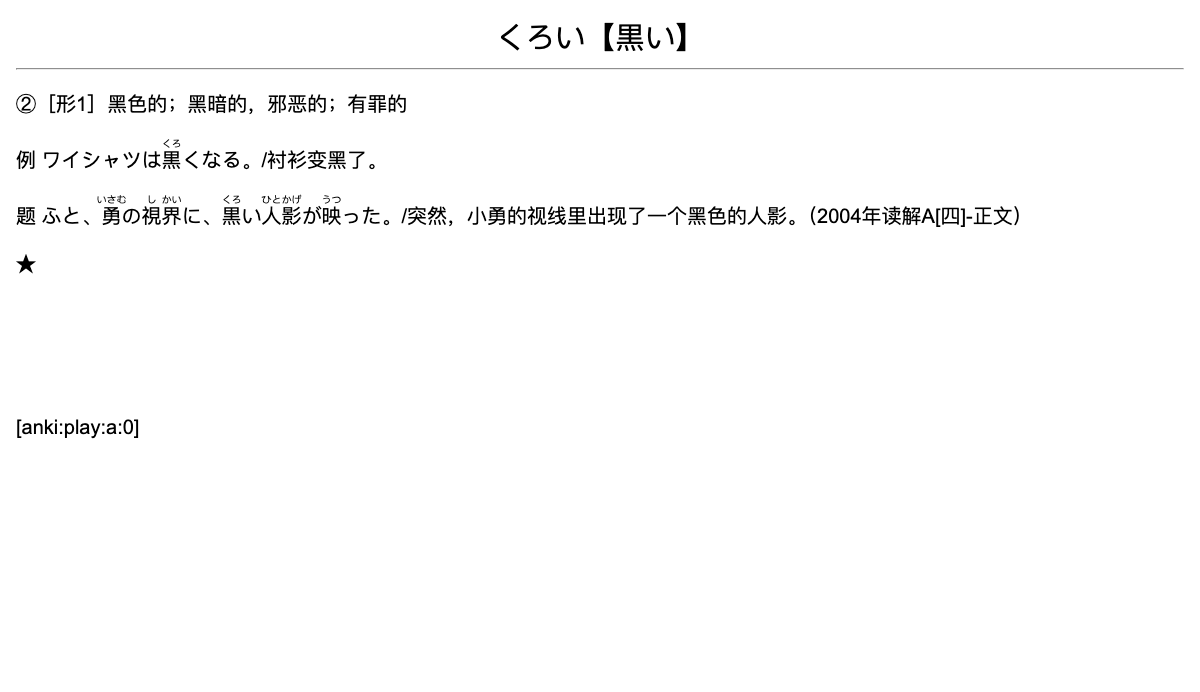 くろい【黒い】
②［形1］黑色的；黑暗的，邪恶的；有罪的
くろ
例 ワイシャツは黒くなる。/衬衫变黑了。
いさむ し かい くろ ひとかげ うつ
题 ふと、勇の視界に、黒い人影が映った。/突然，小勇的视线里出现了一个黑色的人影。（2004年读解A[四]-正文）
★
[anki:play:a:0]